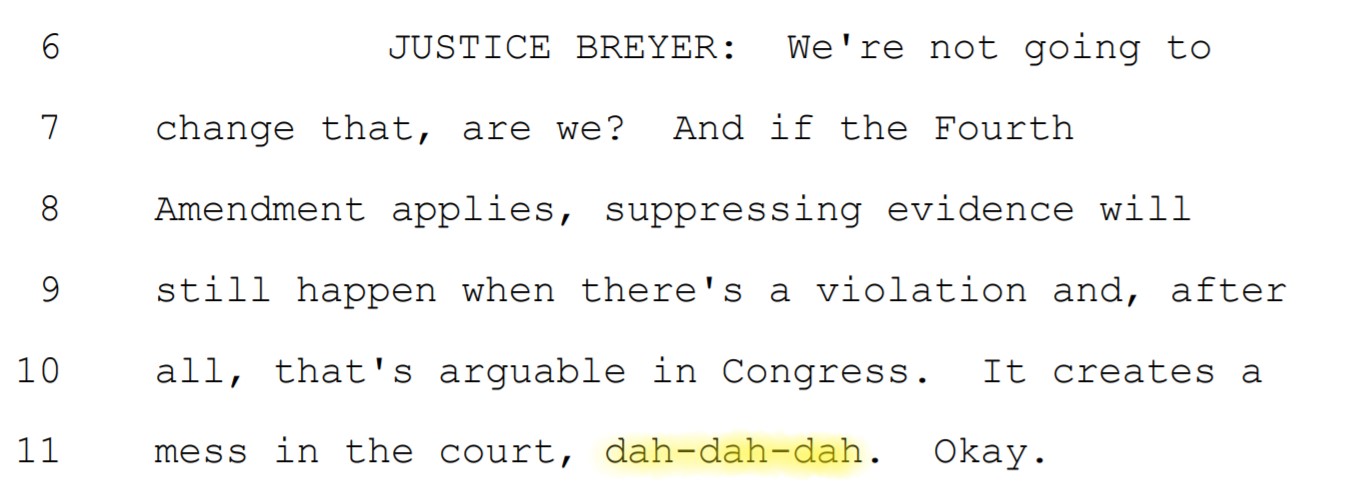 6 JUSTICE BREYER: We're not going to
7 change that, are we? And if the Fourth
8 Amendment applies, suppressing evidence will
9 still happen when there's a violation and, after
10 all, that's arguable in Congress. It creates a
11 mess in the court, dah-dah-dah. Okay.